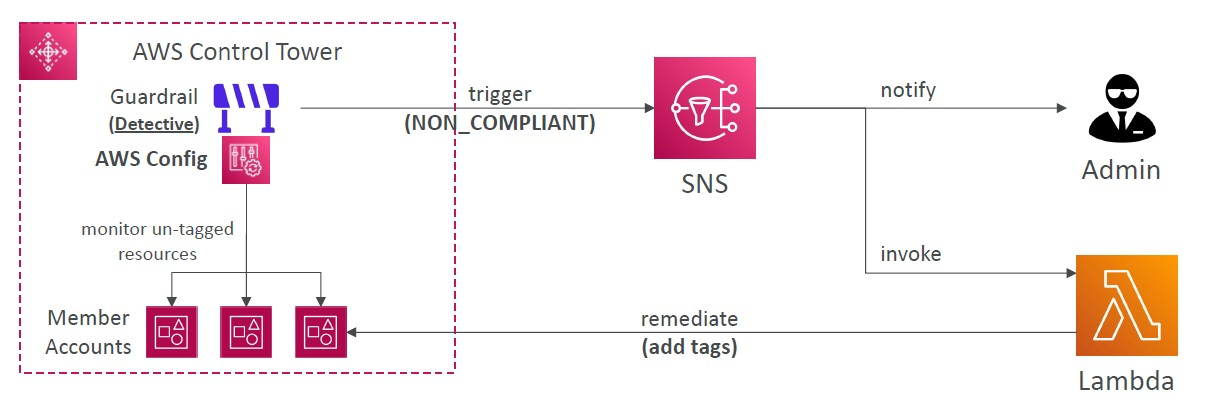 AWS Control Tower
Guardrail
(Detective)
AWS Config
monitor un-tagged
resources
Member
Accounts
trigger
(NON_COMPLIANT)
SNS
notify
Admin
invoke
Lambda
remediate
(add tags)